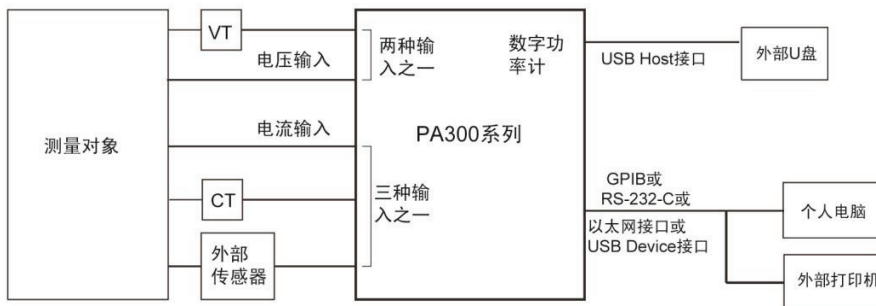 VT
电压输入
两种输
入之一
数字功
率计
USB Host接口
外部U盘
测量对象
电流输入
PA300系列
CT
三种输
入之一
GPIB或
RS-232-C或
以太网接口或
USB Device接口
个人电脑
外部
传感器
外部打印机